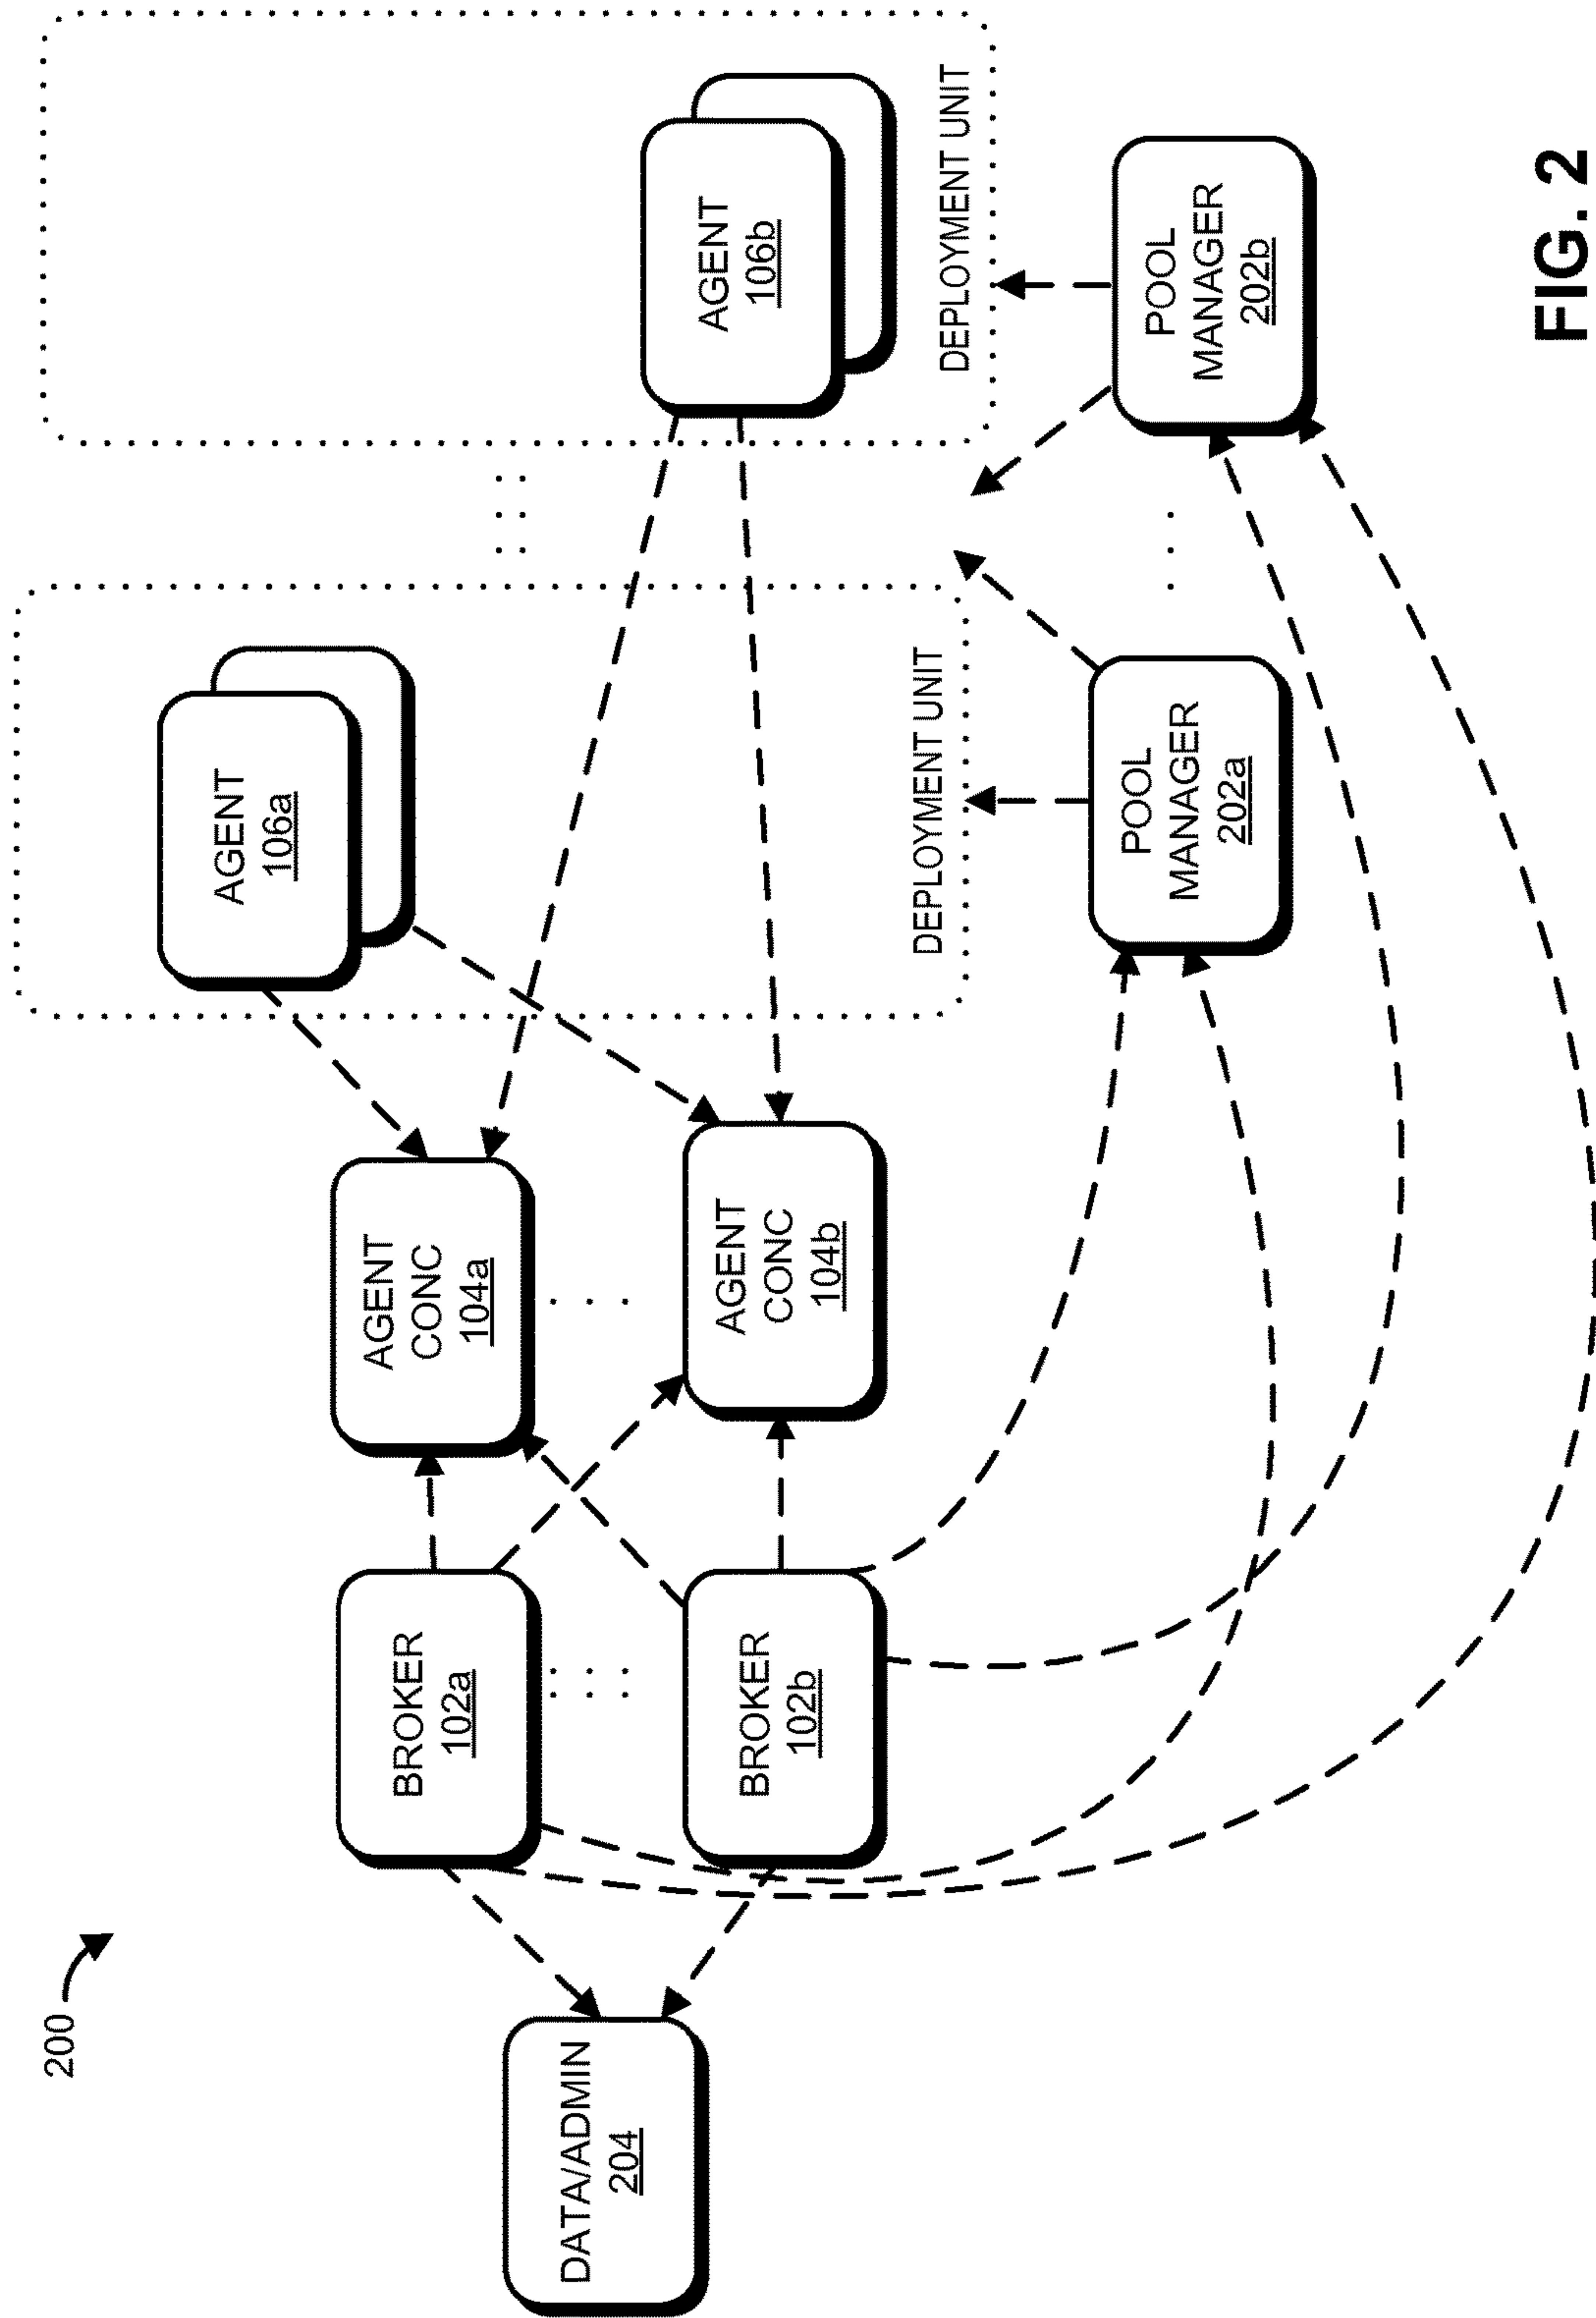 200
DATA/ADMIN
204
BROKER
102a
BROKER
102b
AGENT
CONC
104a
AGENT
CONC
104b
AGENT
106a
DEPLOYMENT UNIT
AGENT
106b
DEPLOYMENT UNIT
POOL
MANAGER
202a
POOL
MANAGER
202b
FIG. 2